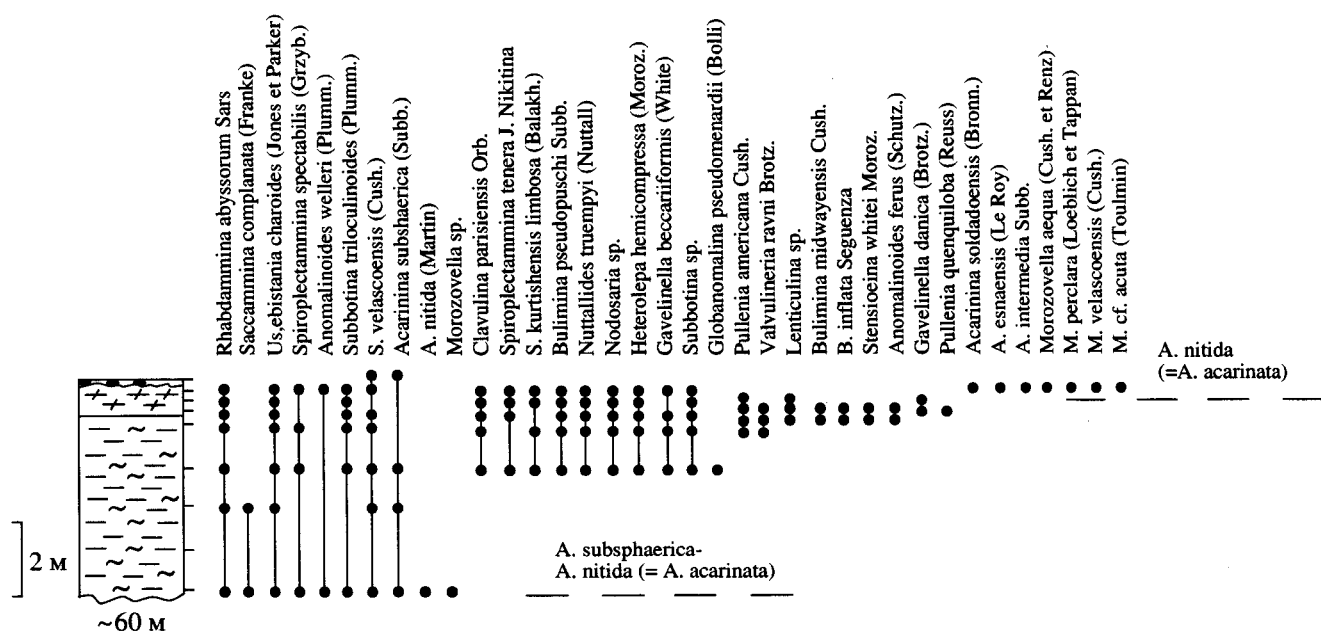 Rhabdammina abyssorum Sars
Saccammina complanata (Franke)
Us,ebistania charoides (Jones et Parker)
Spiroplectammina spectabilis (Grzyb.)
Anomalinoides welleri (Plumm.)
Subbotina triloculinoides (Plumm.)
S. velascoensis (Cush.)
Acarinina subshaerica (Subb.)
A. nitida (Martin)
Morozovella sp.
Clavulina parisiensis Orb.
Spiroplectammina tenera J. Nikitina
S. kurtishensis limbosa (Balakh.)
Bulimina pseudopuschi Subb.
Nuttallides truempyi (Nuttall)
Nodosaria sp.
Heterolepa hemicompressa (Moroz.)
Gavelinella beccariiformis (White)
Subbotina sp.
Globanomalina pseudomenardii (Bolli)
Pullenia americana Cush.
Valvulineria ravni Brotz.
Lenticulina sp.
Bulimina midwayensis Cush.
B. inflata Seguenza
Stensioeina whitei Moroz.
Anomalinoides ferus (Schutz.)
Gavelinella danica (Brotz.)
Pullenia quenquiloba (Reuss)
Acarinina soldadoensis (Bronn.)
A. esnaensis (Le Roy)
A. intermedia Subb.
Morozovella aequa (Cush. et Renz)
M. perclara (Loeblich et Tappan)
M. velascoensis (Cush.)
M. cf. acuta (Toulmin)
A. nitida
(=A. acarinata)
A. subsphaerica-
A. nitida (= A. acarinata)
2 м
~60 м